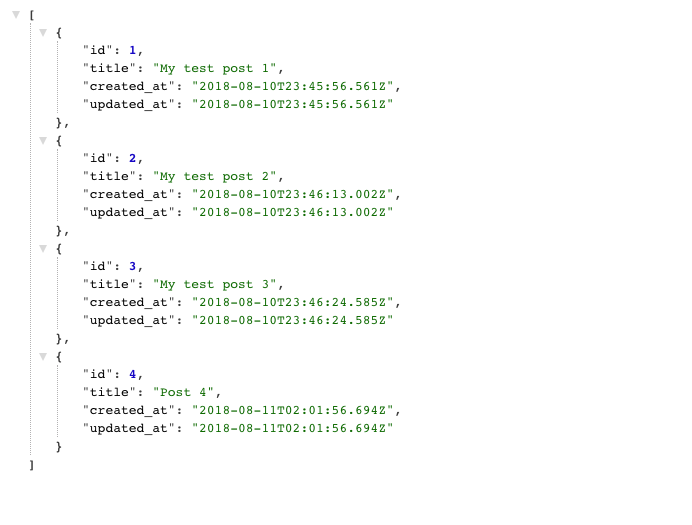 [
{
"id": 1,
"title": "My test post 1",
"created_at": "2018-08-10T23:45:56.561Z",
"updated_at": "2018-08-10T23:45:56.561Z"
},
{
"id": 2,
"title": "My test post 2",
"created_at": "2018-08-10T23:46:13.002Z",
"updated_at": "2018-08-10T23:46:13.002Z"
},
{
"id": 3,
"title": "My test post 3",
"created_at": "2018-08-10T23:46:24.585Z",
"updated_at": "2018-08-10T23:46:24.585Z"
},
{
"id": 4,
"title": "Post 4",
"created_at": "2018-08-11T02:01:56.694Z",
"updated_at": "2018-08-11T02:01:56.694Z"
}
]